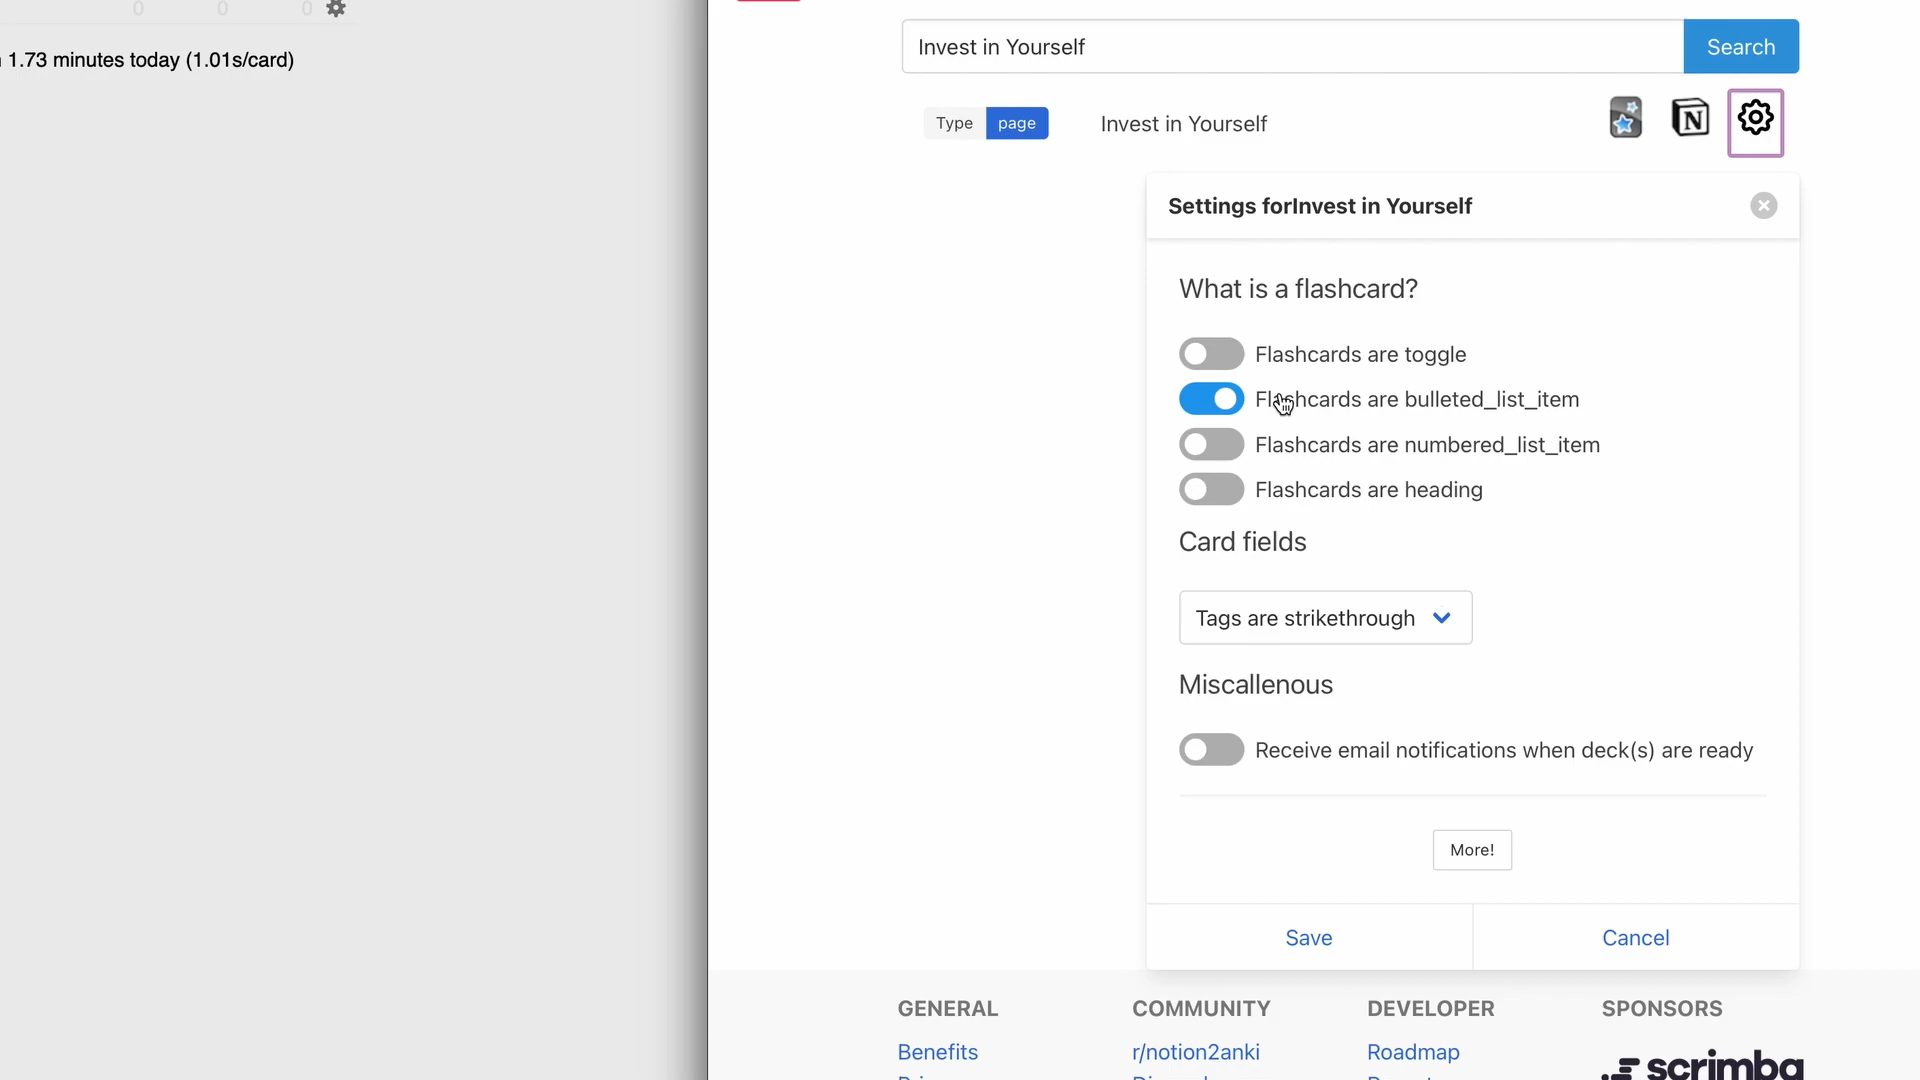 0 0 0
1.73 minutes today (1.01s/card)
Invest in Yourself
Search
Type page Invest in Yourself
N
Settings forInvest in Yourself
What is a flashcard?
Flashcards are toggle
Flashcards are bulleted_list_item
Flashcards are numbered_list_item
Flashcards are heading
Card fields
Tags are strikethrough
Miscallenous
Receive email notifications when deck(s) are ready
More!
Save Cancel
GENERAL COMMUNITY DEVELOPER SPONSORS
Benefits r/notion2anki Roadmap
scrimba